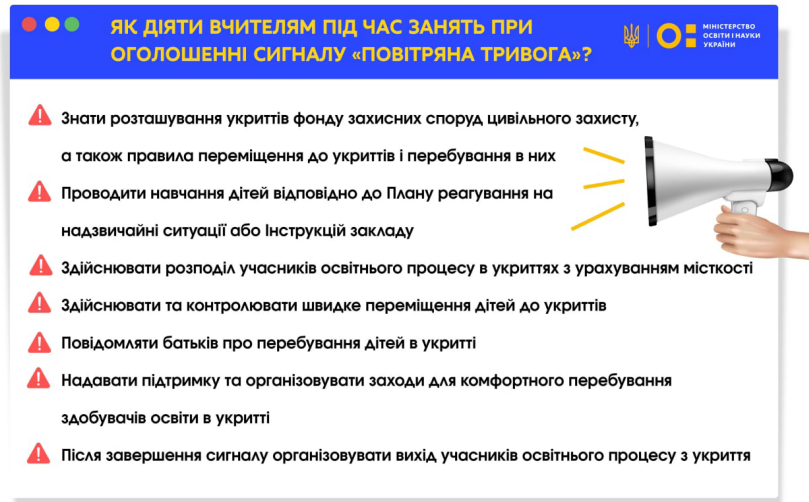 ЯК ДІЯТИ ВЧИТЕЛЯМ ПІД ЧАС ЗАНЯТЬ ПРИ
ОГОЛОШЕННІ СИГНАЛУ «ПОВІТРЯНА ТРИВОГА»?
МІНІСТЕРСТВО
ОСВІТИ І НАУКИ
УКРАЇНИ
Знати розташування укриттів фонду захисних споруд цивільного захисту,
а також правила переміщення до укриттів і перебування в них
Проводити навчання дітей відповідно до Плану реагування на
надзвичайні ситуації або Інструкцій закладу
Здійснювати розподіл учасників освітнього процесу в укриттях з урахуванням місткості
Здійснювати та контролювати швидке переміщення дітей до укриттів
Повідомляти батьків про перебування дітей в укритті
Надавати підтримку та організовувати заходи для комфортного перебування
здобувачів освіти в укритті
Після завершення сигналу організовувати вихід учасників освітнього процесу з укриття